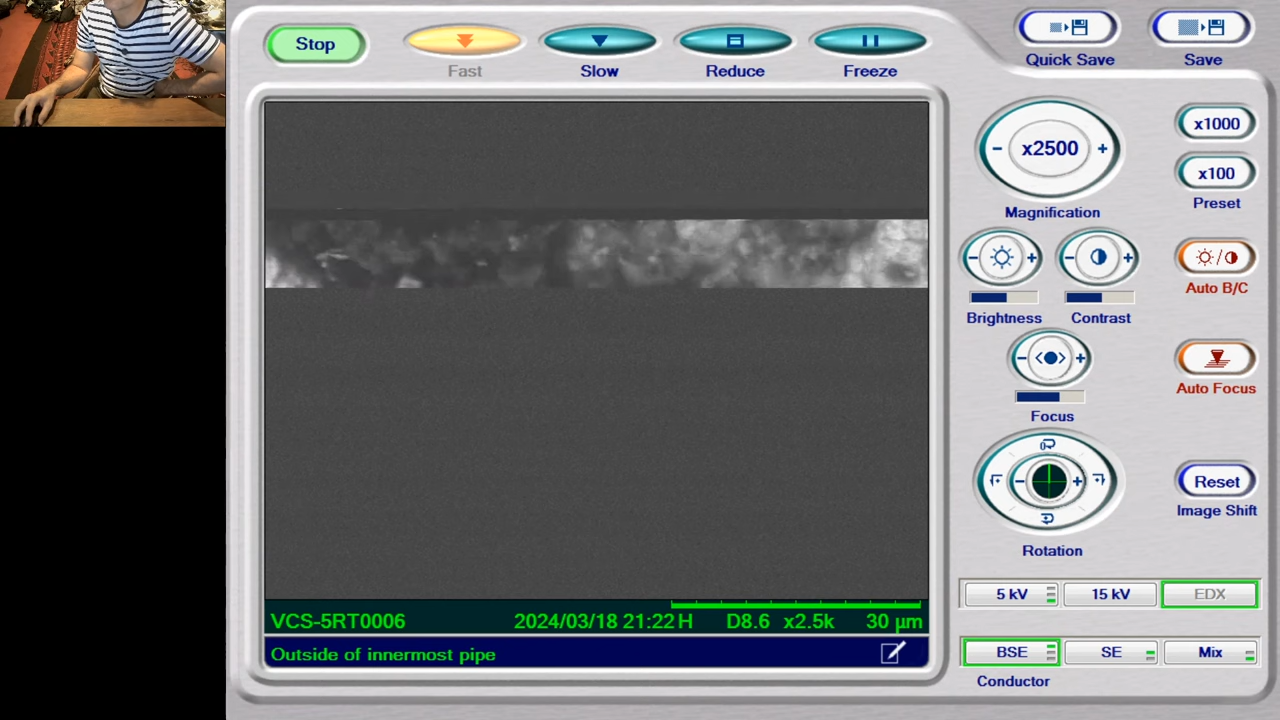 Stop
Fast
Slow
Reduce
Freeze
Quick Save
Save
x2500
Magnification
x1000
x100
Preset
Brightness
Contrast
Auto B/C
Focus
Auto Focus
Rotation
Reset
Image Shift
5 kV
15 kV
EDX
BSE
SE
Mix
Conductor
VCS-5RT0006 2024/03/18 21:22 H D8.6 x2.5k 30 µm
Outside of innermost pipe